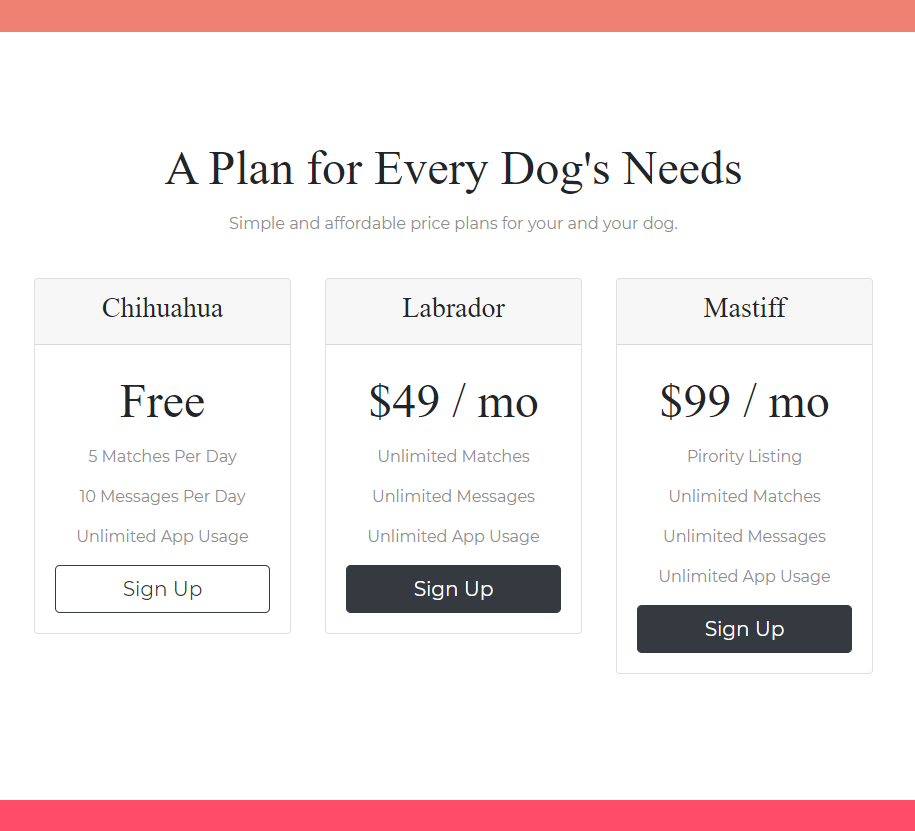 A Plan for Every Dog's Needs
Simple and affordable price plans for your and your dog.
Chihuahua
Free
5 Matches Per Day
10 Messages Per Day
Unlimited App Usage
Sign Up
Labrador
$49 / mo
Unlimited Matches
Unlimited Messages
Unlimited App Usage
Sign Up
Mastiff
$99 / mo
Pirority Listing
Unlimited Matches
Unlimited Messages
Unlimited App Usage
Sign Up